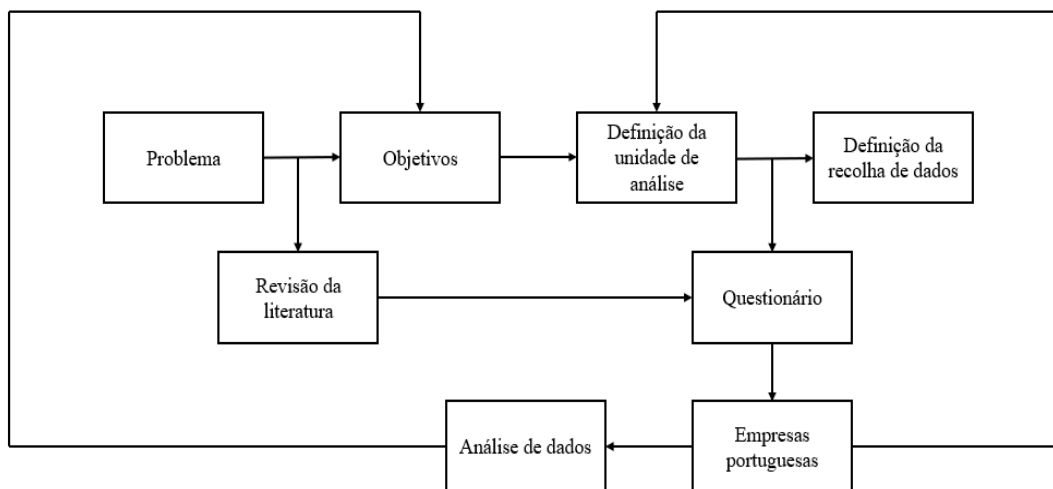 Problema
Objetivos
Definição da
unidade de
análise
Definição da
recolha de dados
Revisão da
literatura
Questionário
Análise de dados
Empresas
portuguesas